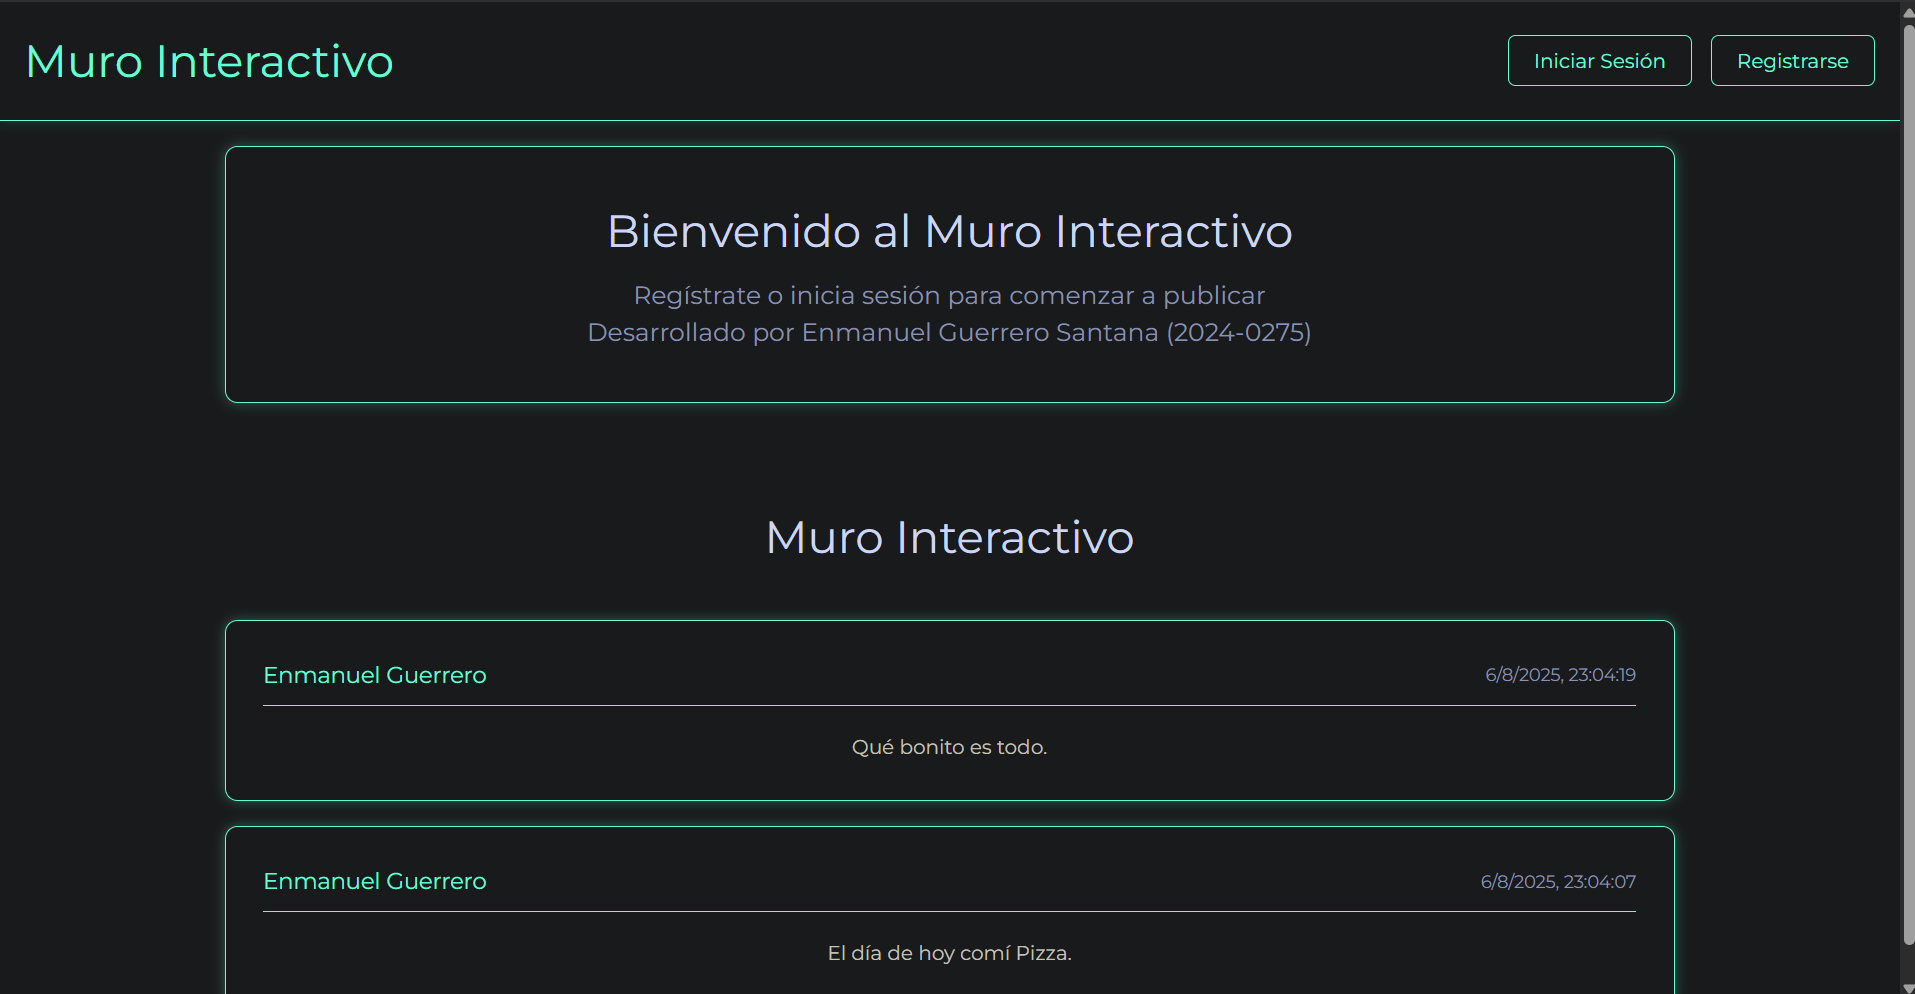 Muro Interactivo
Iniciar Sesión
Registrarse
Bienvenido al Muro Interactivo
Regístrate o inicia sesión para comenzar a publicar
Desarrollado por Enmanuel Guerrero Santana (2024-0275)
Muro Interactivo
Enmanuel Guerrero
6/8/2025, 23:04:19
Qué bonito es todo.
Enmanuel Guerrero
6/8/2025, 23:04:07
El día de hoy comí Pizza.